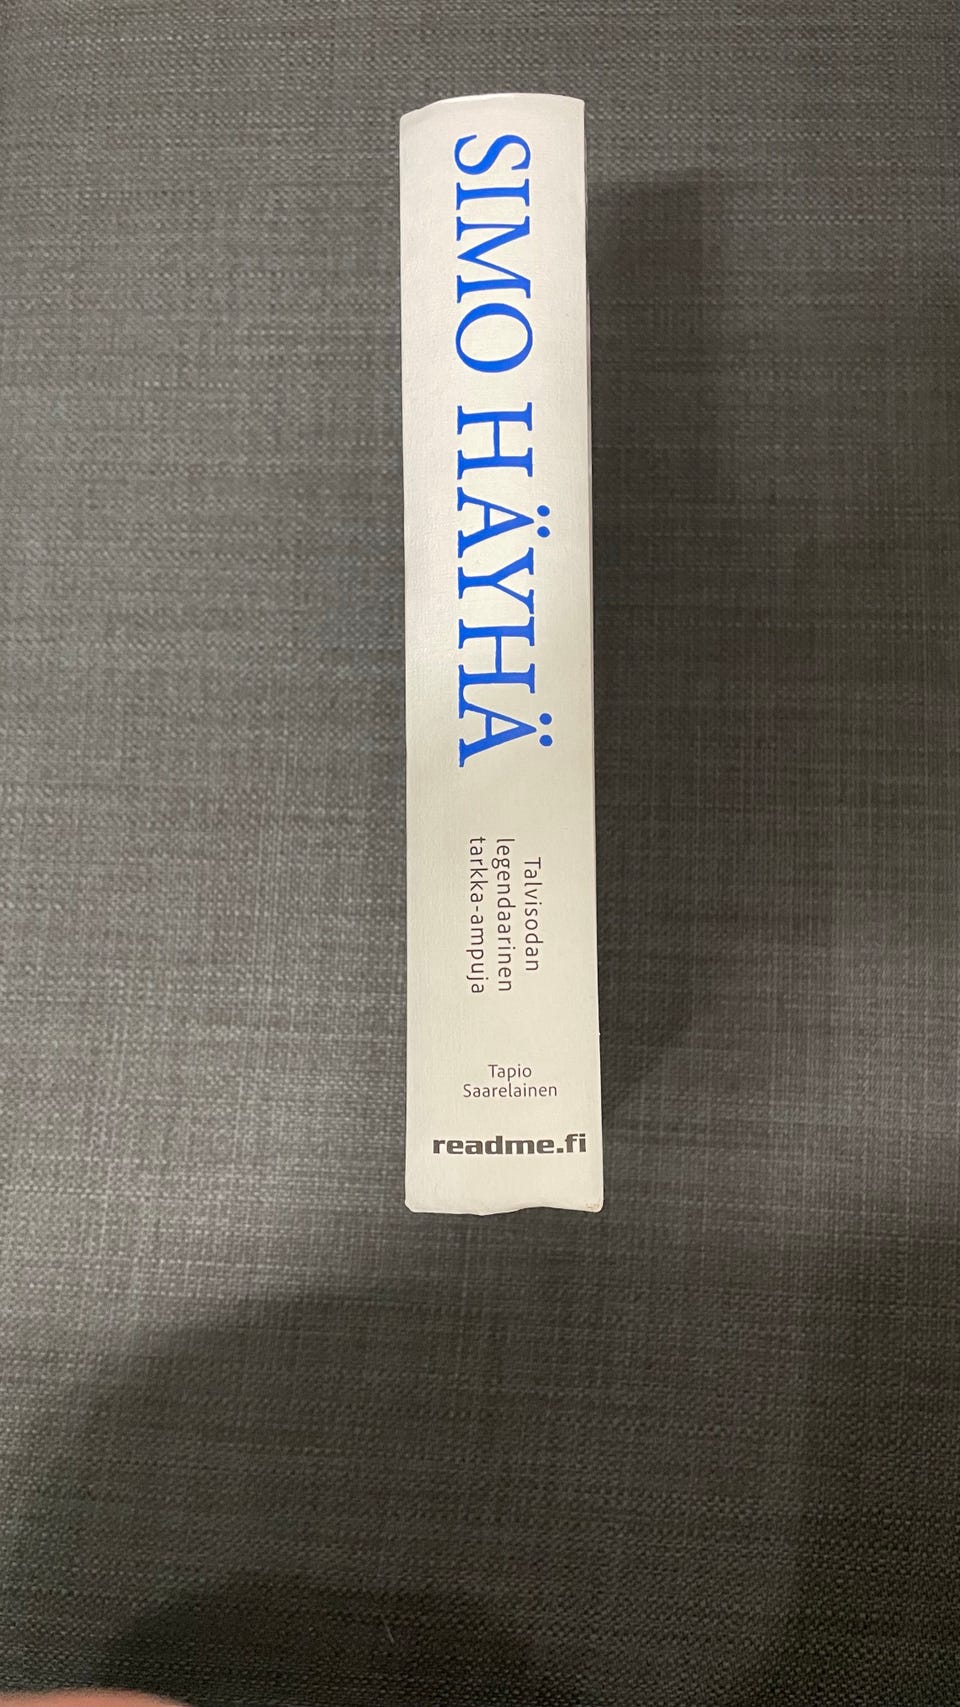 SIMO HÄYHÄ
Talvisodan
legendaarinen
tarkka-ampuja
Tapio
Saarelainen
readme.fi